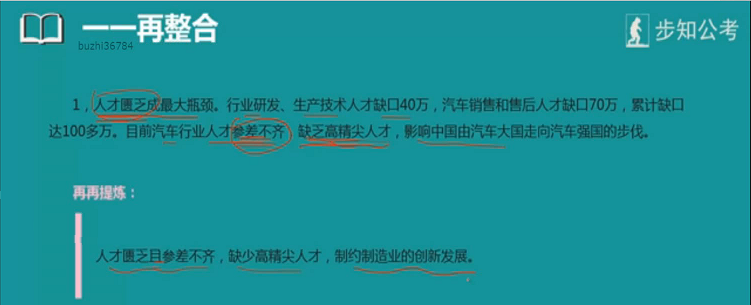 一一再整合
步知公考
buzhi36784
1，人才匮乏成最大瓶颈。行业研发、生产技术人才缺口40万，汽车销售和售后人才缺口70万，累计缺口
达100多万。目前汽车行业人才参差不齐，缺乏高精尖人才，影响中国由汽车大国走向汽车强国的步伐。
再再提炼：
人才匮乏且参差不齐，缺少高精尖人才，制约制造业的创新发展。